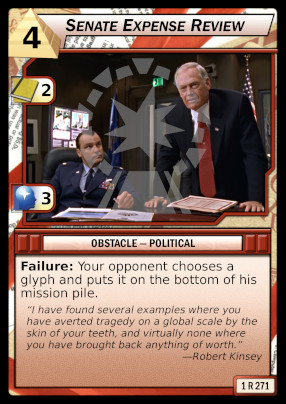 4
SENATE EXPENSE REVIEW
2
3
OBSTACLE – POLITICAL
Failure: Your opponent chooses a
glyph and puts it on the bottom of his
mission pile.
“I have found several examples where you
have averted tragedy on a global scale by the
skin of your teeth, and virtually none where
you have brought back anything of worth.”
—Robert Kinsey
1 R 271